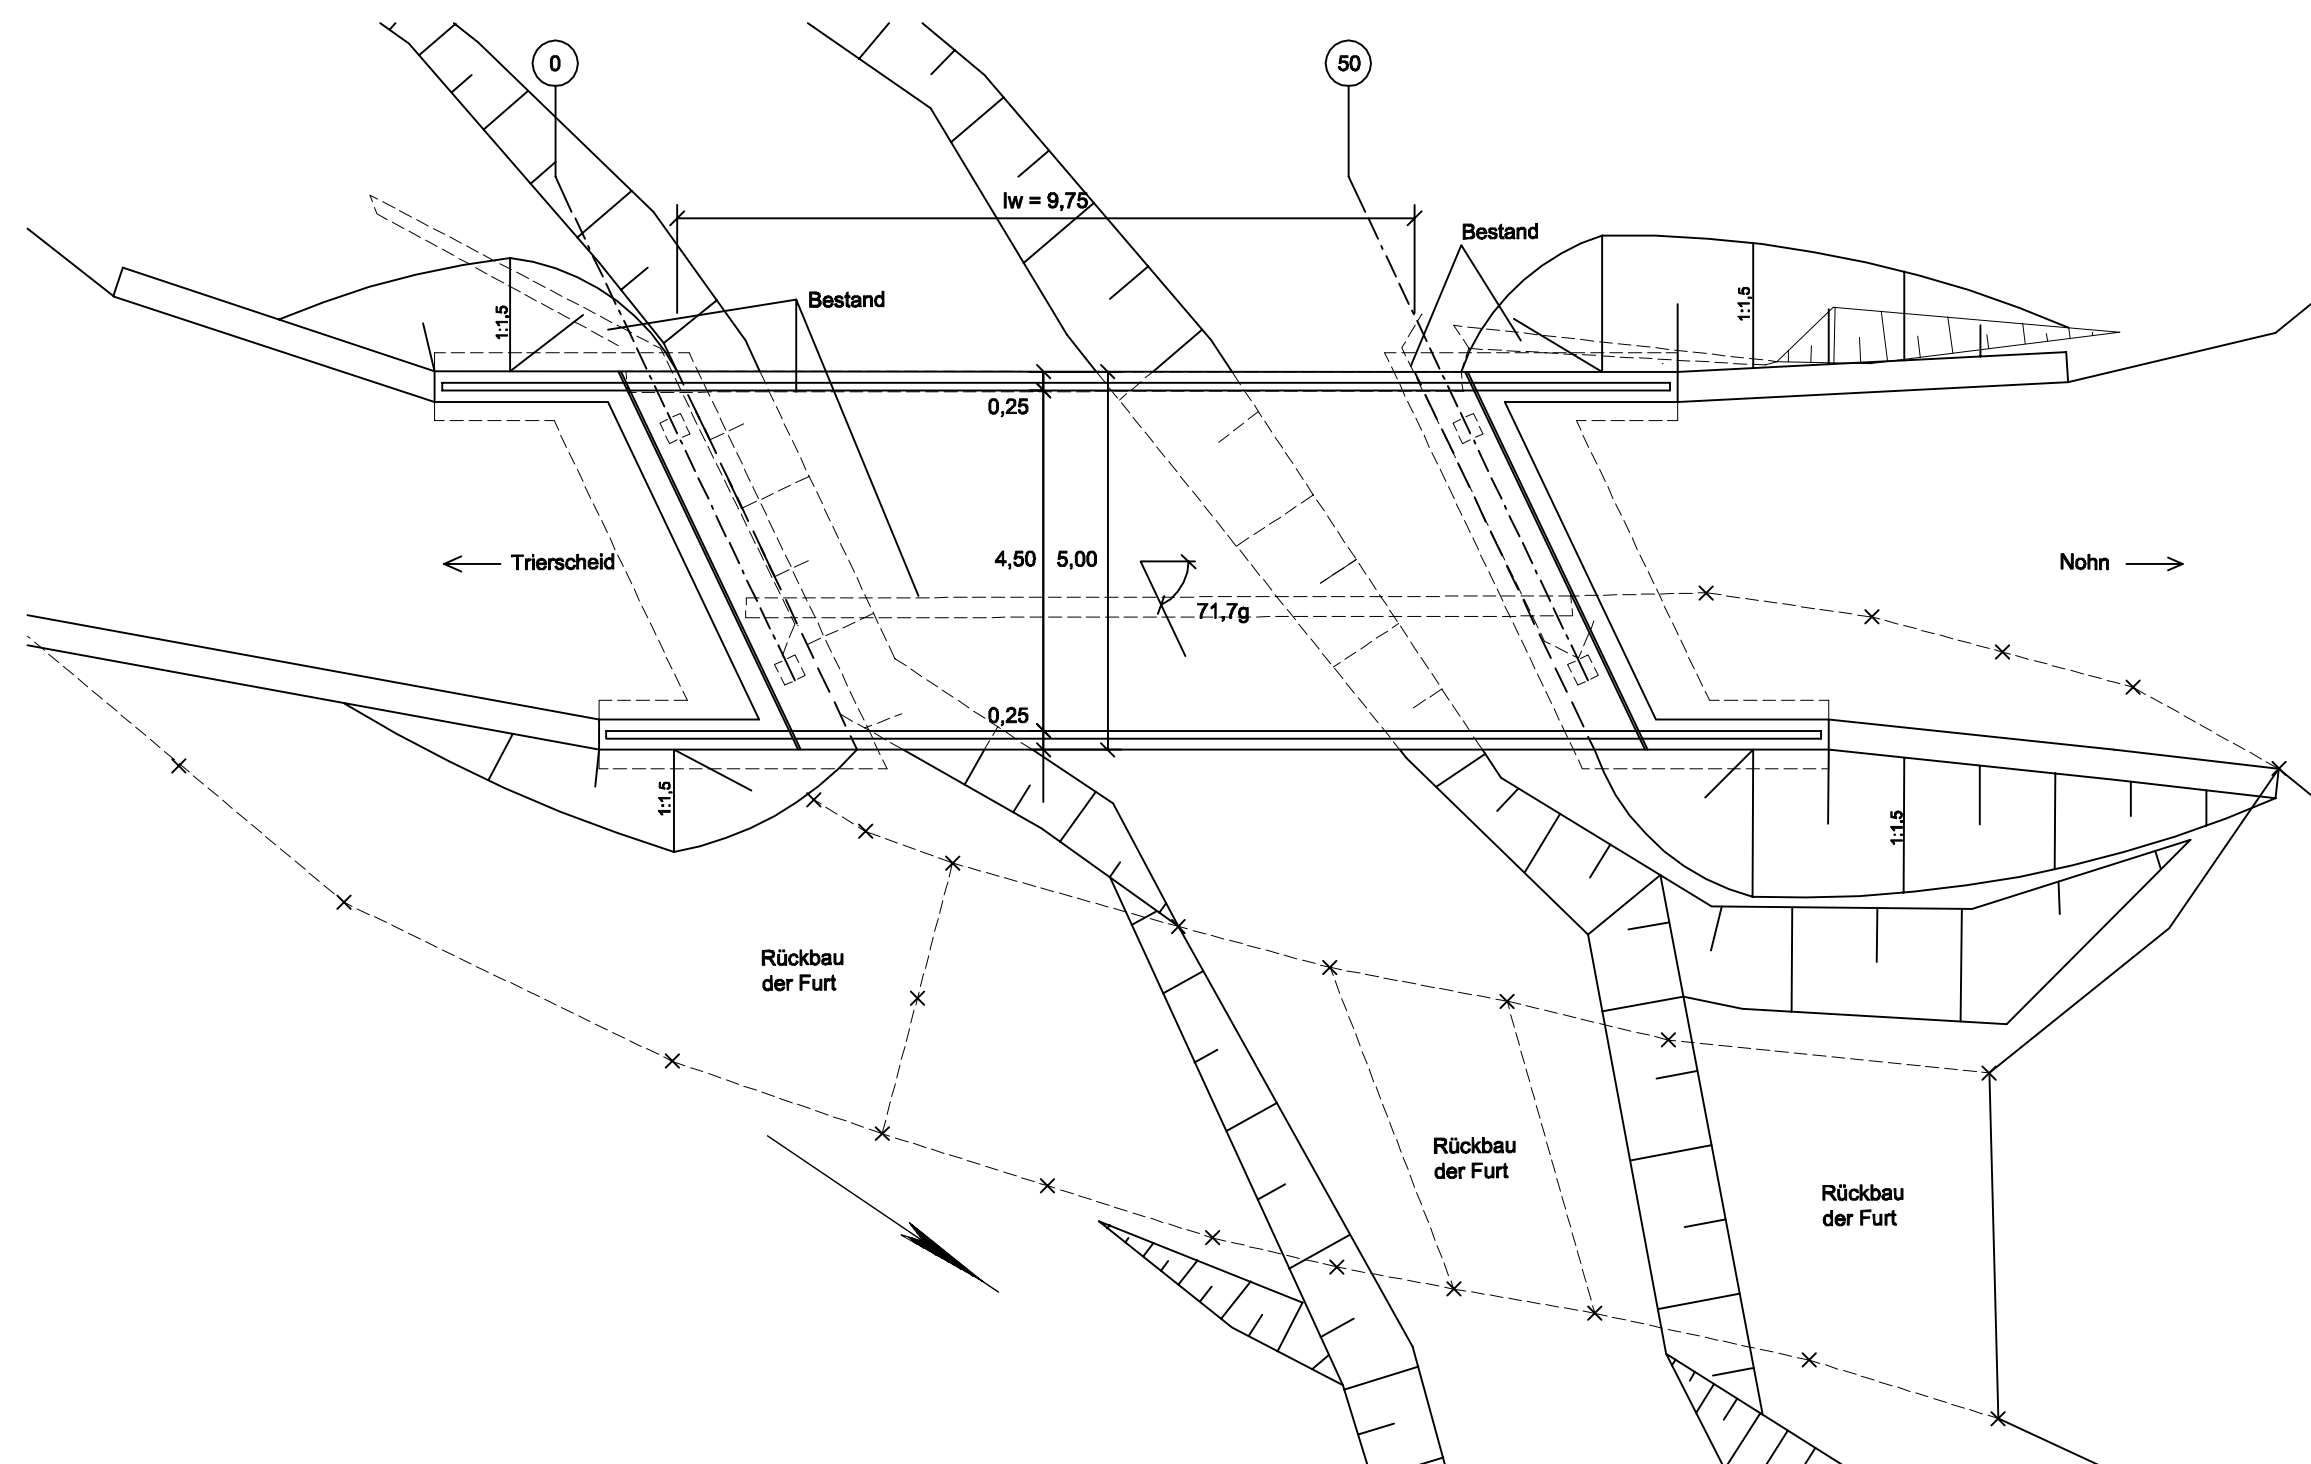 0
50
lw = 9,75
Bestand
Bestand
1:1,5
1:1,5
0,25
4,50
5,00
Trierscheid
Nohn
71,7g
0,25
1:1,5
1:1,5
Rückbau
der Furt
Rückbau
der Furt
Rückbau
der Furt